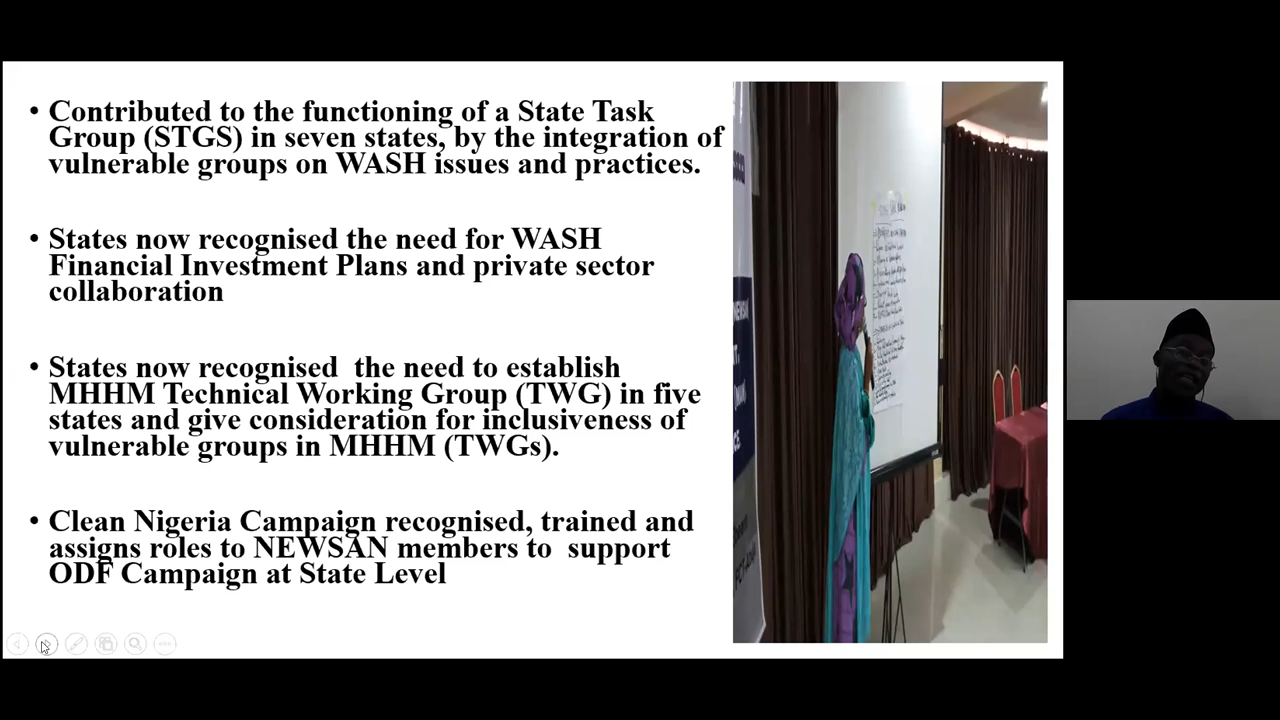 • Contributed to the functioning of a State Task
Group (STGS) in seven states, by the integration of
vulnerable groups on WASH issues and practices.
• States now recognised the need for WASH
Financial Investment Plans and private sector
collaboration
• States now recognised  the need to establish
MHHM Technical Working Group (TWG) in five
states and give consideration for inclusiveness of
vulnerable groups in MHHM (TWGs).
• Clean Nigeria Campaign recognised, trained and
assigns roles to NEWSAN members to  support
ODF Campaign at State Level